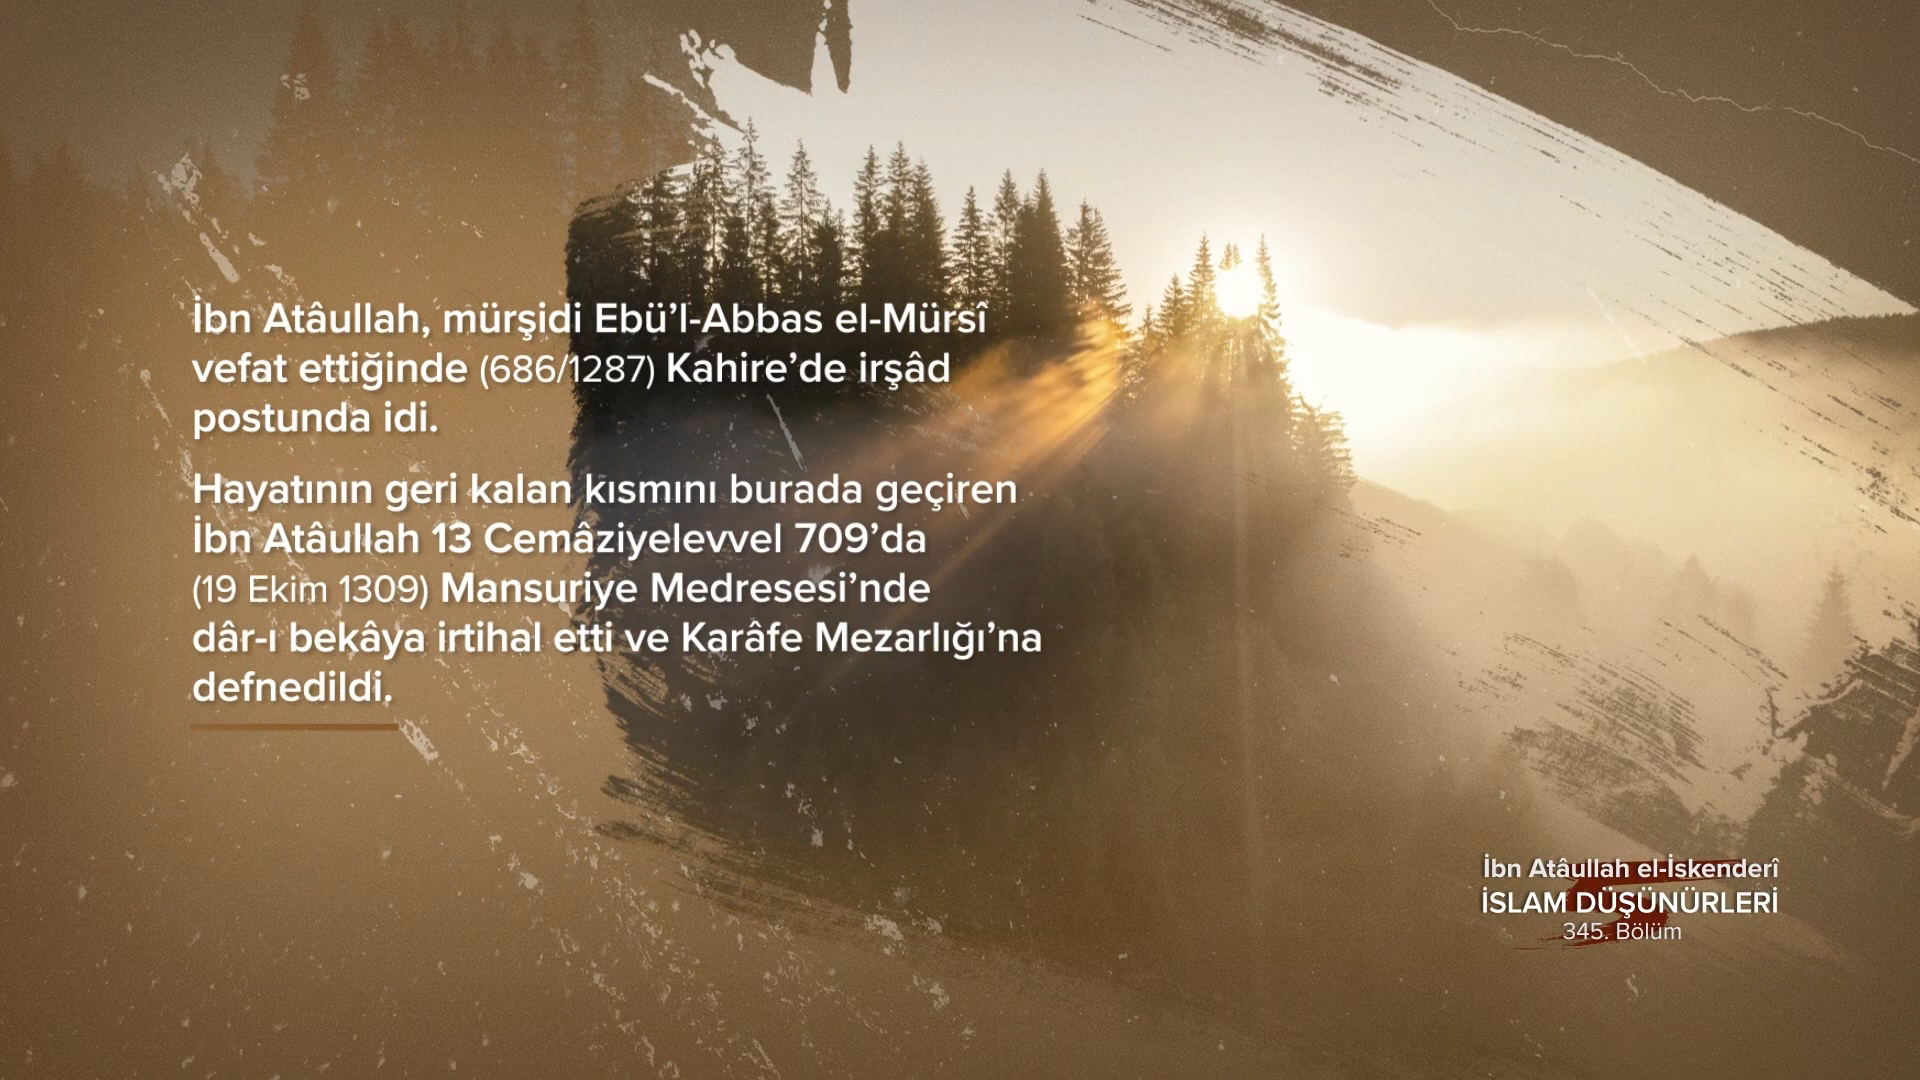 İbn Atâullah, mürşidi Ebü’l-Abbas el-Mürsî
vefat ettiğinde (686/1287) Kahire’de irşâd
postunda idi.
Hayatının geri kalan kısmını burada geçiren
İbn Atâullah 13 Cemâziyelevvel 709’da
(19 Ekim 1309) Mansuriye Medresesi’nde
dâr-ı bekâya irtihal etti ve Karâfe Mezarlığı’na
defnedildi.
İbn Atâullah el-İskenderî
İSLAM DÜŞÜNÜRLERİ
345. Bölüm